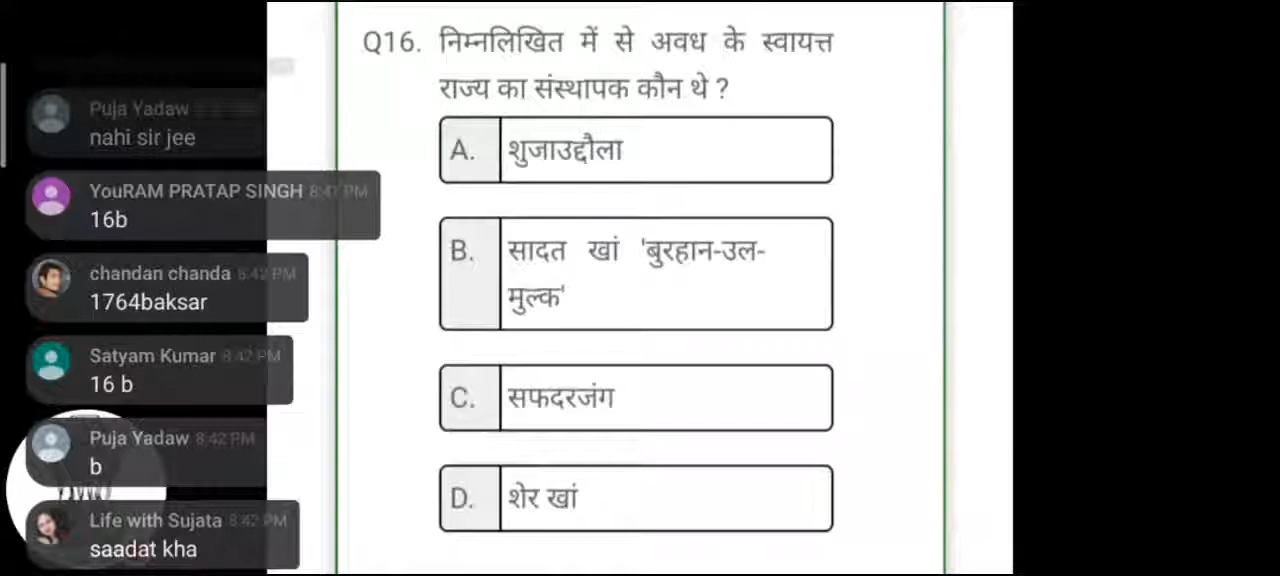 Puja Yadaw
nahi sir jee
YouRAM PRATAP SINGH 8:41 PM
16b
chandan chanda 8:42 PM
1764baksar
Satyam Kumar 8:42 PM
16 b
Puja Yadaw 8:42 PM
b
Life with Sujata 8:42 PM
saadat kha
Q16. निम्नलिखित में से अवध के स्वायत्त
राज्य का संस्थापक कौन थे ?
A. शुजाउद्दौला
B. सादत खां 'बुरहान-उल-
मुल्क'
C. सफदरजंग
D. शेर खां